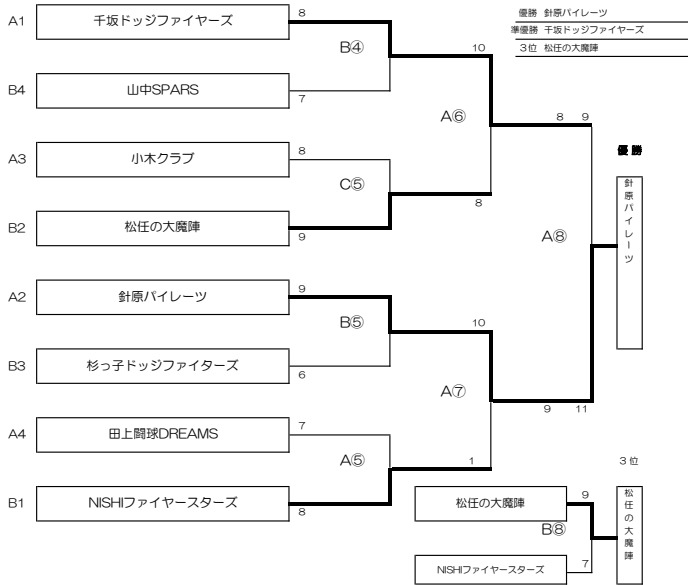 優勝 針原パイレーツ
準優勝 千坂ドッジファイヤーズ
3位 松任の大魔陣
A1 千坂ドッジファイヤーズ 8
B④
10
B4 山中SPARS 7
A⑥
8 9
優勝
A3 小木クラブ 8
C⑤
8
B2 松任の大魔陣 9
A⑧
針原パイレーツ
A2 針原パイレーツ 9
B⑤
10
B3 杉っ子ドッジファイターズ 6
A⑦
9 11
A4 田上闘球DREAMS 7
A⑤
1
3位
B1 NISHIファイヤースターズ 8
松任の大魔陣 9
B⑧
松任の大魔陣
NISHIファイヤースターズ 7